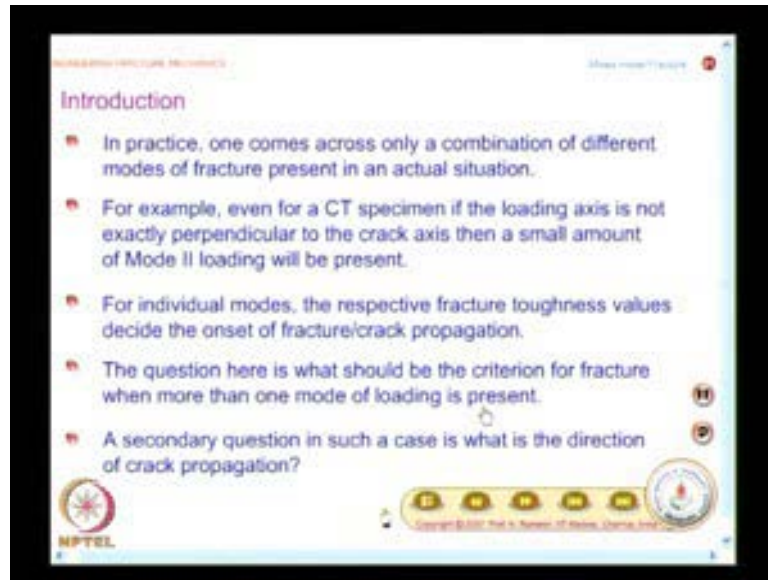 Introduction
In practice, one comes across only a combination of different
modes of fracture present in an actual situation.
For example, even for a CT specimen if the loading axis is not
exactly perpendicular to the crack axis then a small amount
of Mode II loading will be present.
For individual modes, the respective fracture toughness values
decide the onset of fracture/crack propagation.
The question here is what should be the criterion for fracture
when more than one mode of loading is present.
A secondary question in such a case is what is the direction
of crack propagation?
NPTEL